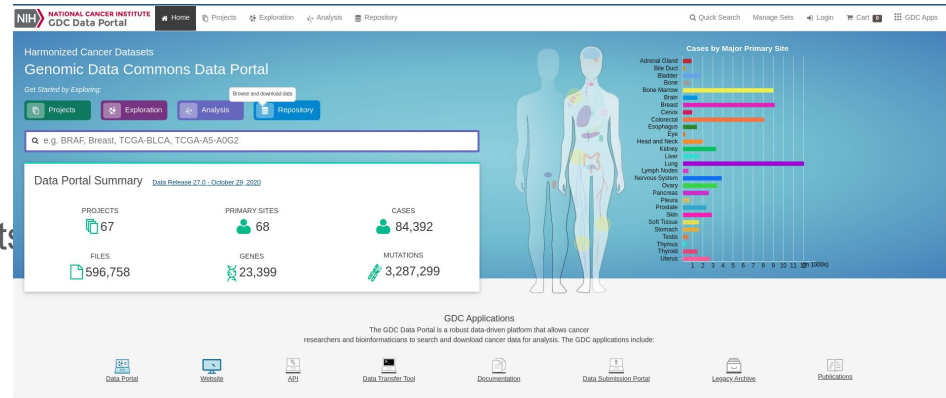 NIH NATIONAL CANCER INSTITUTE
GDC Data Portal
Home Projects Exploration Analysis Repository
Quick Search Manage Sets Login Cart 0 GDC Apps
Harmonized Cancer Datasets
Genomic Data Commons Data Portal
Get Started by Exploring:
Browse and download data
Projects Exploration Analysis Repository
e.g. BRAF, Breast, TCGA-BLCA, TCGA-A5-A0G2
Data Portal Summary Data Release 27.0 - October 29, 2020
PROJECTS PRIMARY SITES CASES
67 68 84,392
FILES GENES MUTATIONS
596,758 23,399 3,287,299
ts
Cases by Major Primary Site
Adrenal Gland
Bile Duct
Bladder
Bone
Bone Marrow
Brain
Breast
Cervix
Colorectal
Esophagus
Eye
Head and Neck
Kidney
Liver
Lung
Lymph Nodes
Nervous System
Ovary
Pancreas
Pleura
Prostate
Skin
Soft Tissue
Stomach
Testis
Thymus
Thyroid
Uterus
1 2 3 4 5 6 7 8 9 10 11 1000s)
GDC Applications
The GDC Data Portal is a robust data-driven platform that allows cancer
researchers and bioinformaticians to search and download cancer data for analysis. The GDC applications include:
Data Portal Website API Data Transfer Tool Documentation Data Submission Portal Legacy Archive Publications